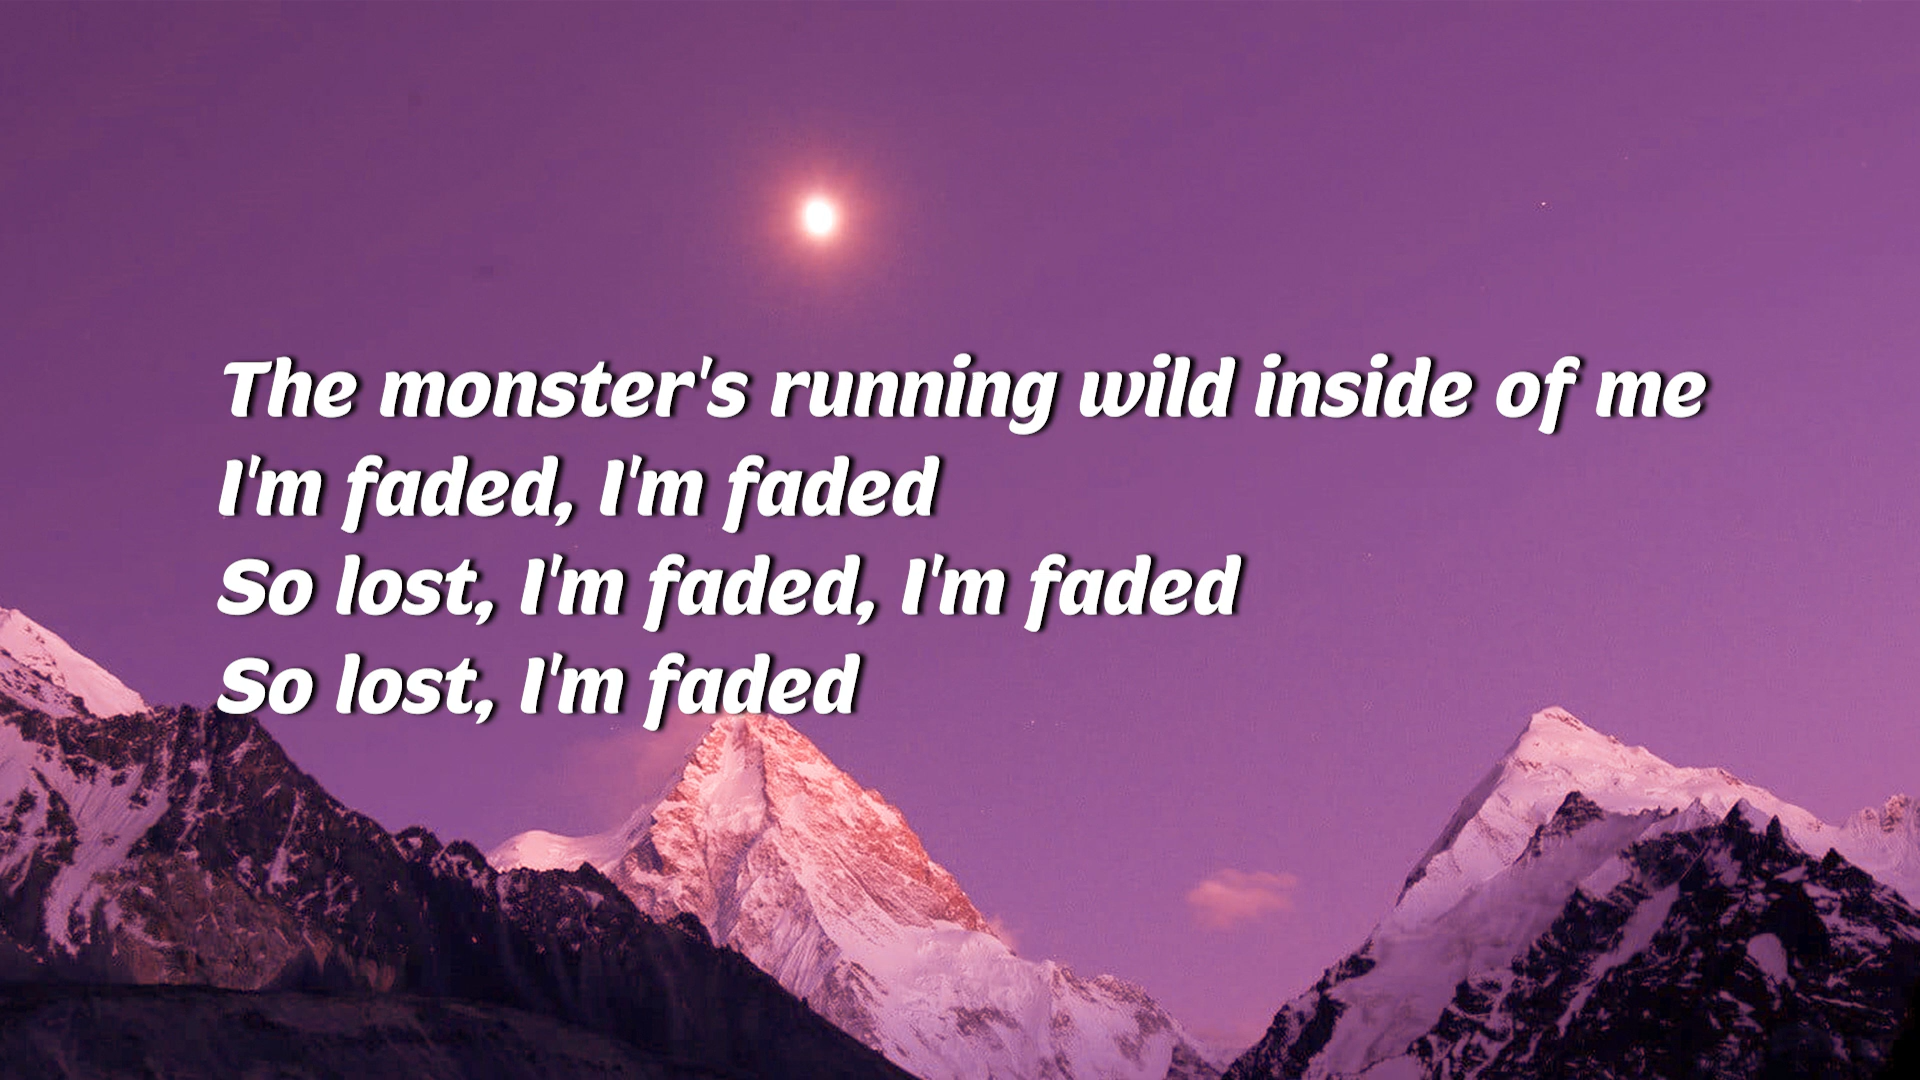 The monster's running wild inside of me
I'm faded, I'm faded
So lost, I'm faded, I'm faded
So lost, I'm faded